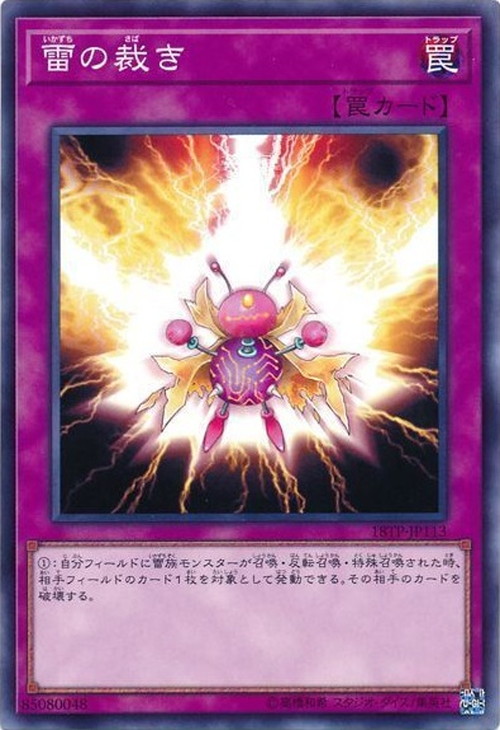 雷の裁き
罠
【罠カード】
18TP-JP113
①:自分フィールドに雷族モンスターが召喚・反転召喚・特殊召喚された時、
相手フィールドのカード1枚を対象として発動できる。その相手のカードを
破壊する。
85080048
©高橋和希 スタジオ・ダイス/集英社